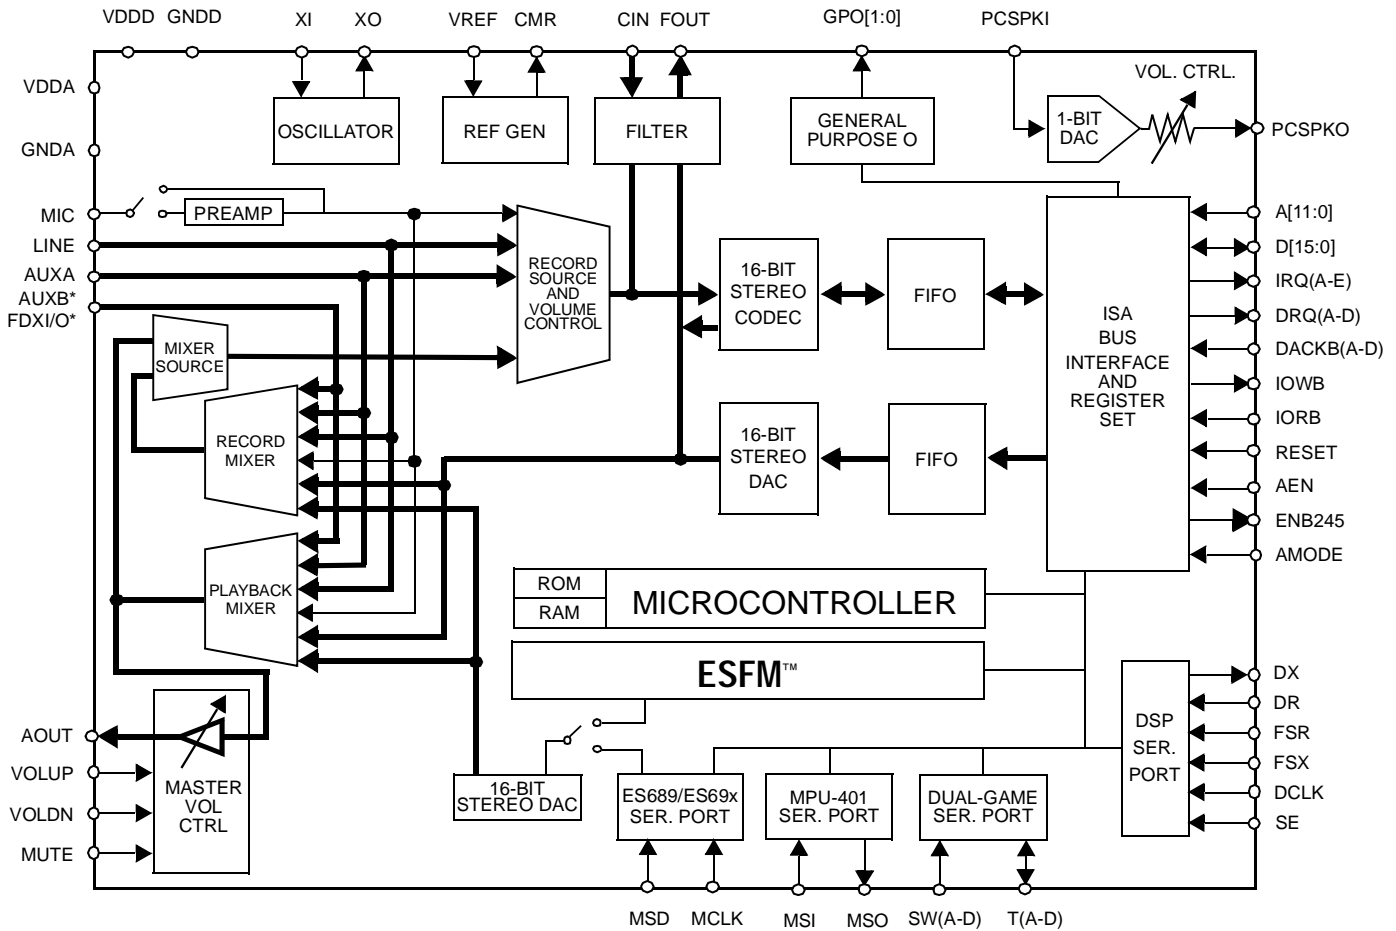 VDDD GNDD XI XO VREF CMR CIN FOUT GPO[1:0] PCSPKI
VDDA
GNDA
MIC
LINE
AUXA
AUXB*
FDXI/O*
AOUT
VOLUP
VOLDN
MUTE
OSCILLATOR
REF GEN
FILTER
GENERAL
PURPOSE O
1-BIT
DAC
VOL. CTRL.
PCSPKO
PREAMP
RECORD
SOURCE
AND
VOLUME
CONTROL
16-BIT
STEREO
CODEC
FIFO
ISA
BUS
INTERFACE
AND
REGISTER
SET
A[11:0]
D[15:0]
IRQ(A-E)
DRQ(A-D)
DACKB(A-D)
IOWB
IORB
RESET
AEN
ENB245
AMODE
MIXER
SOURCE
RECORD
MIXER
16-BIT
STEREO
DAC
FIFO
PLAYBACK
MIXER
ROM
RAM
MICROCONTROLLER
ESFM™
MASTER
VOL
CTRL
16-BIT
STEREO DAC
ES689/ES69x
SER. PORT
MPU-401
SER. PORT
DUAL-GAME
SER. PORT
DSP
SER.
PORT
DX
DR
FSR
FSX
DCLK
SE
MSD MCLK MSI MSO SW(A-D) T(A-D)